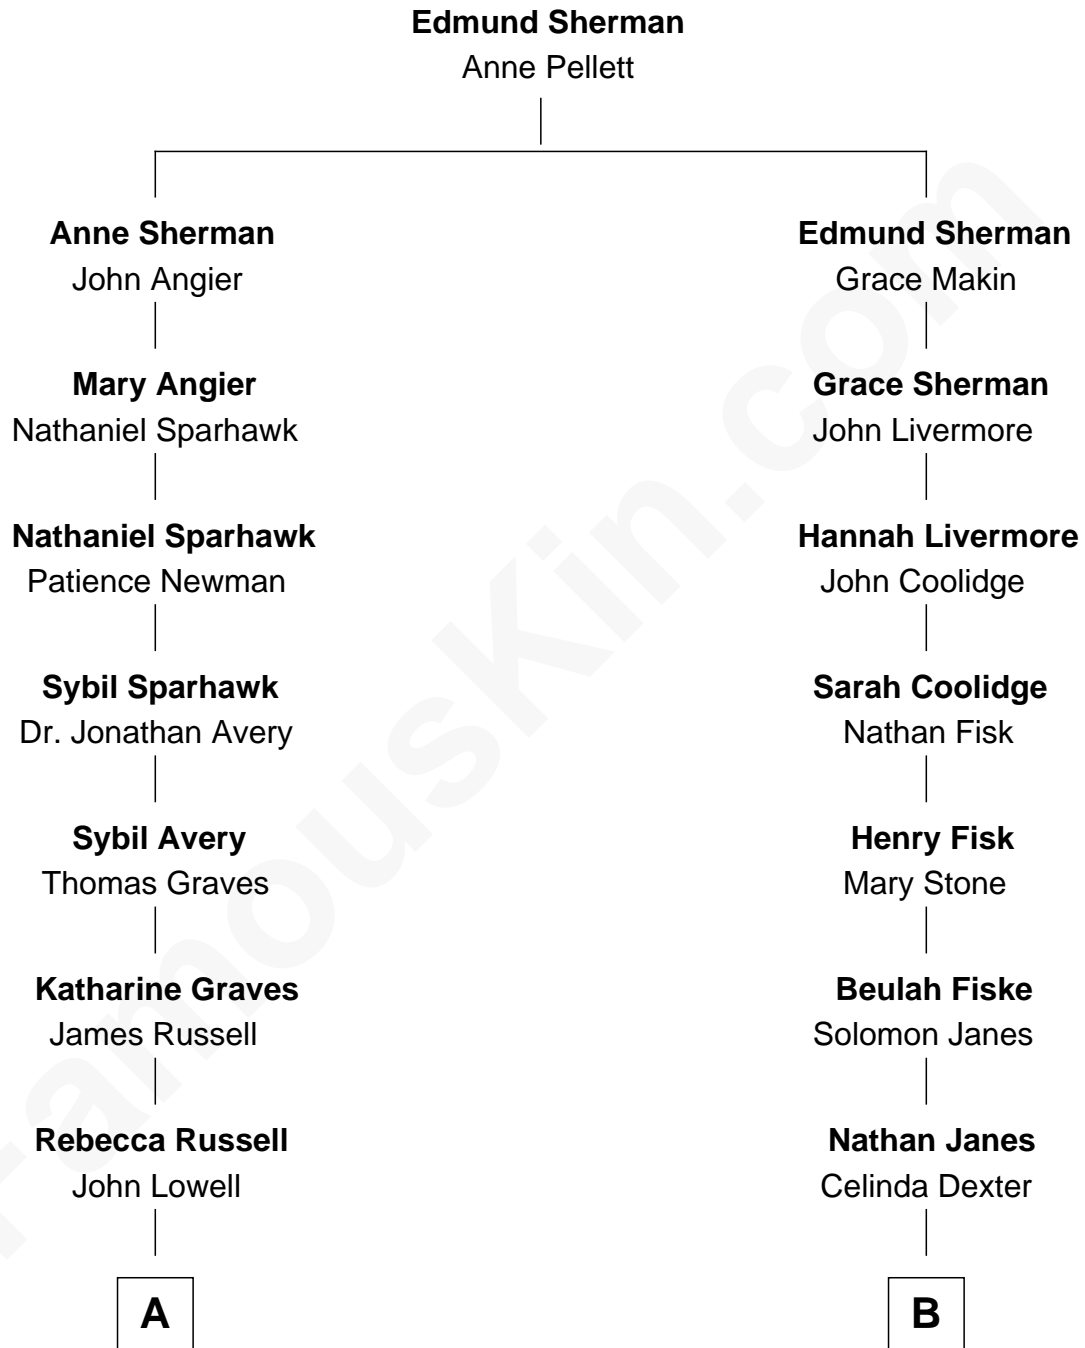 Edmund Sherman
Anne Pellett
Anne Sherman
John Angier
Edmund Sherman
Grace Makin
Mary Angier
Nathaniel Sparhawk
Grace Sherman
John Livermore
Nathaniel Sparhawk
Patience Newman
Hannah Livermore
John Coolidge
Sybil Sparhawk
Dr. Jonathan Avery
Sarah Coolidge
Nathan Fisk
Sybil Avery
Thomas Graves
Henry Fisk
Mary Stone
Katharine Graves
James Russell
Beulah Fiske
Solomon Janes
Rebecca Russell
John Lowell
Nathan Janes
Celinda Dexter
A
B
FamousKin.com